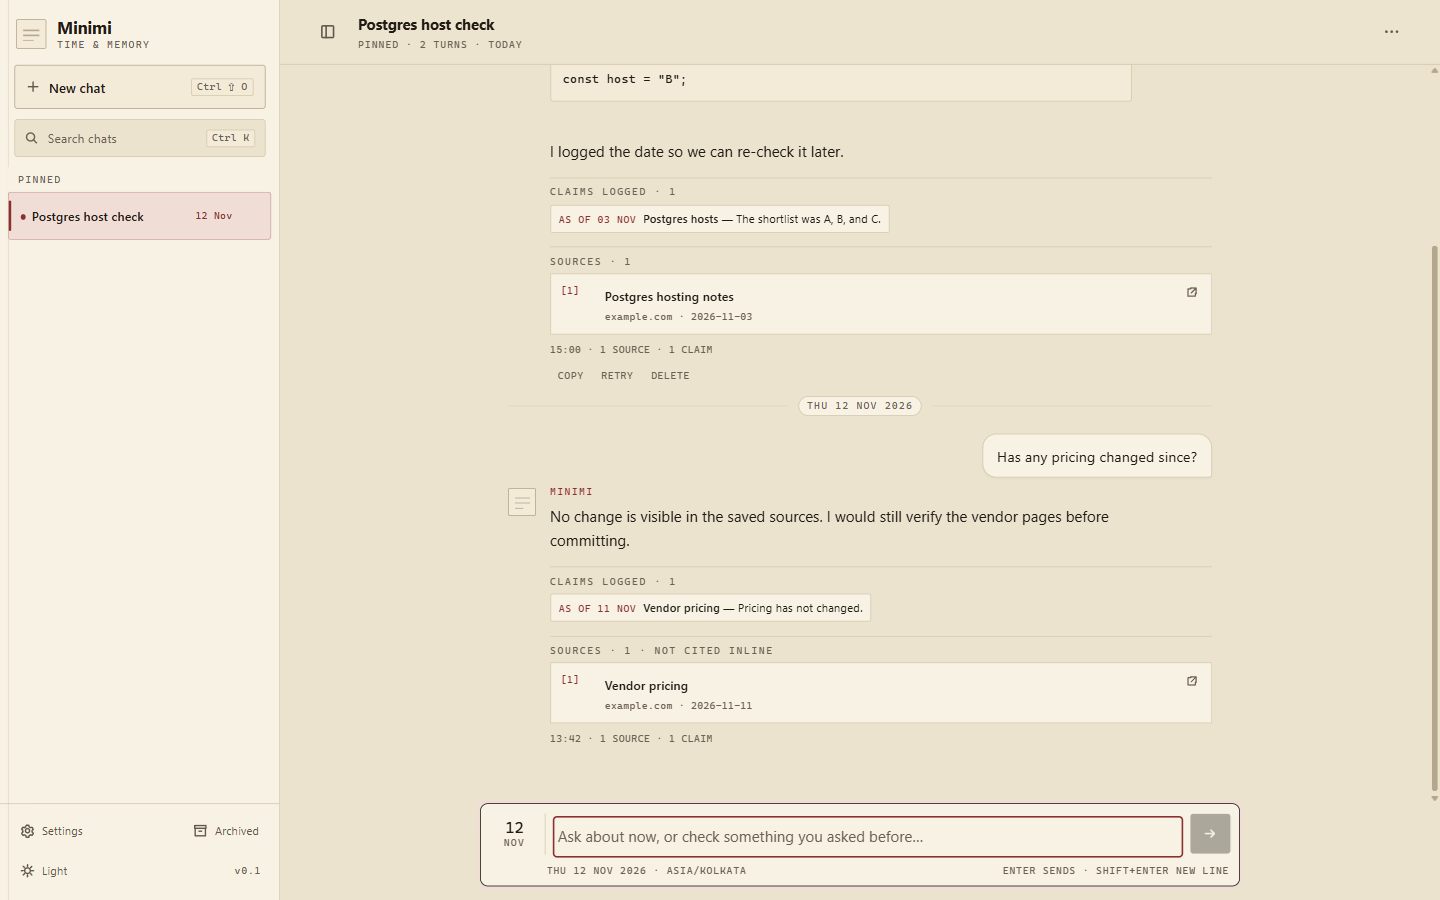 Minimi
TIME & MEMORY
New chat
Ctrl ⇧ O
Search chats
Ctrl K
PINNED
Postgres host check
12 Nov
Settings
Archived
Light
v0.1
Postgres host check
PINNED · 2 TURNS · TODAY
const host = "B";
I logged the date so we can re-check it later.
CLAIMS LOGGED · 1
AS OF 03 NOV Postgres hosts — The shortlist was A, B, and C.
SOURCES · 1
[1]
Postgres hosting notes
example.com · 2026-11-03
15:00 · 1 SOURCE · 1 CLAIM
COPY RETRY DELETE
THU 12 NOV 2026
Has any pricing changed since?
MINIMI
No change is visible in the saved sources. I would still verify the vendor pages before
committing.
CLAIMS LOGGED · 1
AS OF 11 NOV Vendor pricing — Pricing has not changed.
SOURCES · 1 · NOT CITED INLINE
[1]
Vendor pricing
example.com · 2026-11-11
13:42 · 1 SOURCE · 1 CLAIM
12
NOV
Ask about now, or check something you asked before...
THU 12 NOV 2026 · ASIA/KOLKATA
ENTER SENDS · SHIFT+ENTER NEW LINE